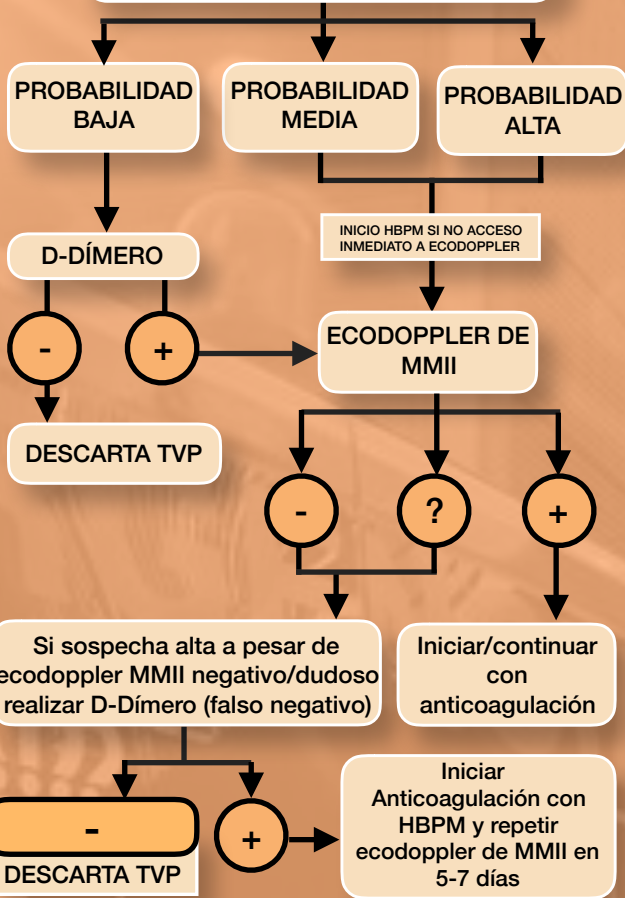 PROBABILIDAD
BAJA
PROBABILIDAD
MEDIA
PROBABILIDAD
ALTA
INICIO HBPM SI NO ACCESO
INMEDIATO A ECODOPPLER
D-DÍMERO
-
+
ECODOPPLER DE
MMII
DESCARTA TVP
-
?
+
Si sospecha alta a pesar de
ecodoppler MMII negativo/dudoso
realizar D-Dímero (falso negativo)
Iniciar/continuar
con
anticoagulación
-
DESCARTA TVP
+
Iniciar
Anticoagulación con
HBPM y repetir
ecodoppler de MMII en
5-7 días